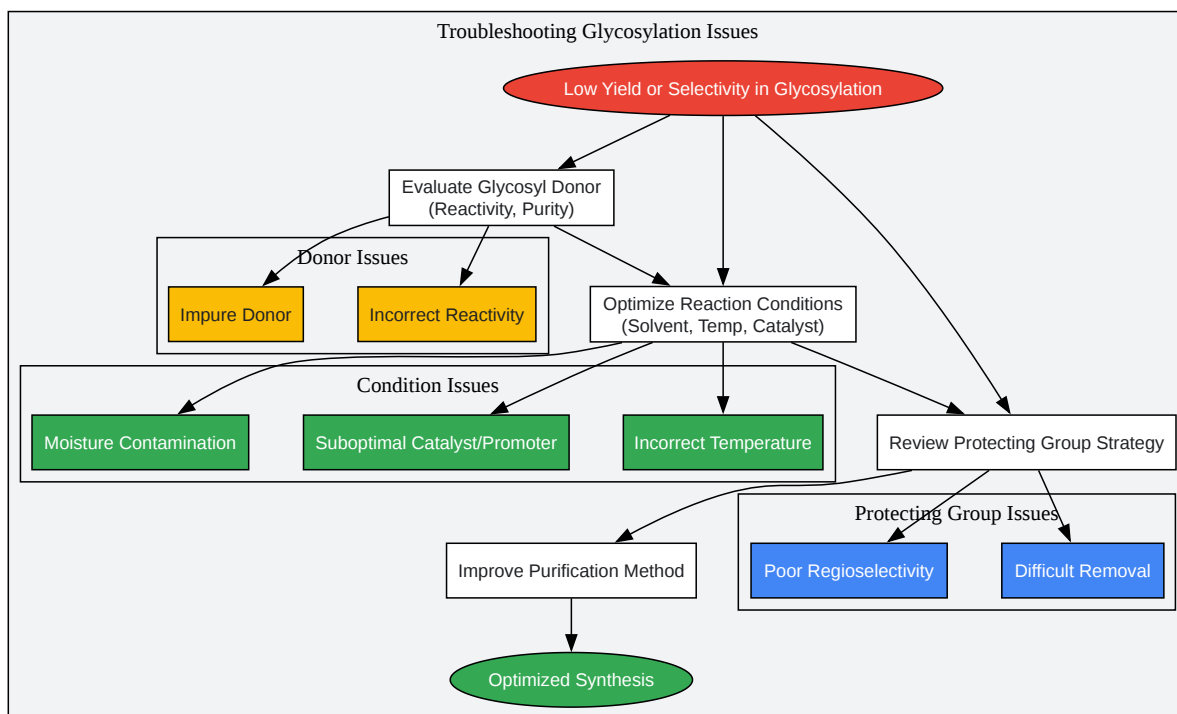 Troubleshooting Glycosylation Issues
Low Yield or Selectivity in Glycosylation
Evaluate Glycosyl Donor
(Reactivity, Purity)
Donor Issues
Impure Donor
Incorrect Reactivity
Optimize Reaction Conditions
(Solvent, Temp, Catalyst)
Condition Issues
Moisture Contamination
Suboptimal Catalyst/Promoter
Incorrect Temperature
Review Protecting Group Strategy
Protecting Group Issues
Improve Purification Method
Poor Regioselectivity
Difficult Removal
Optimized Synthesis